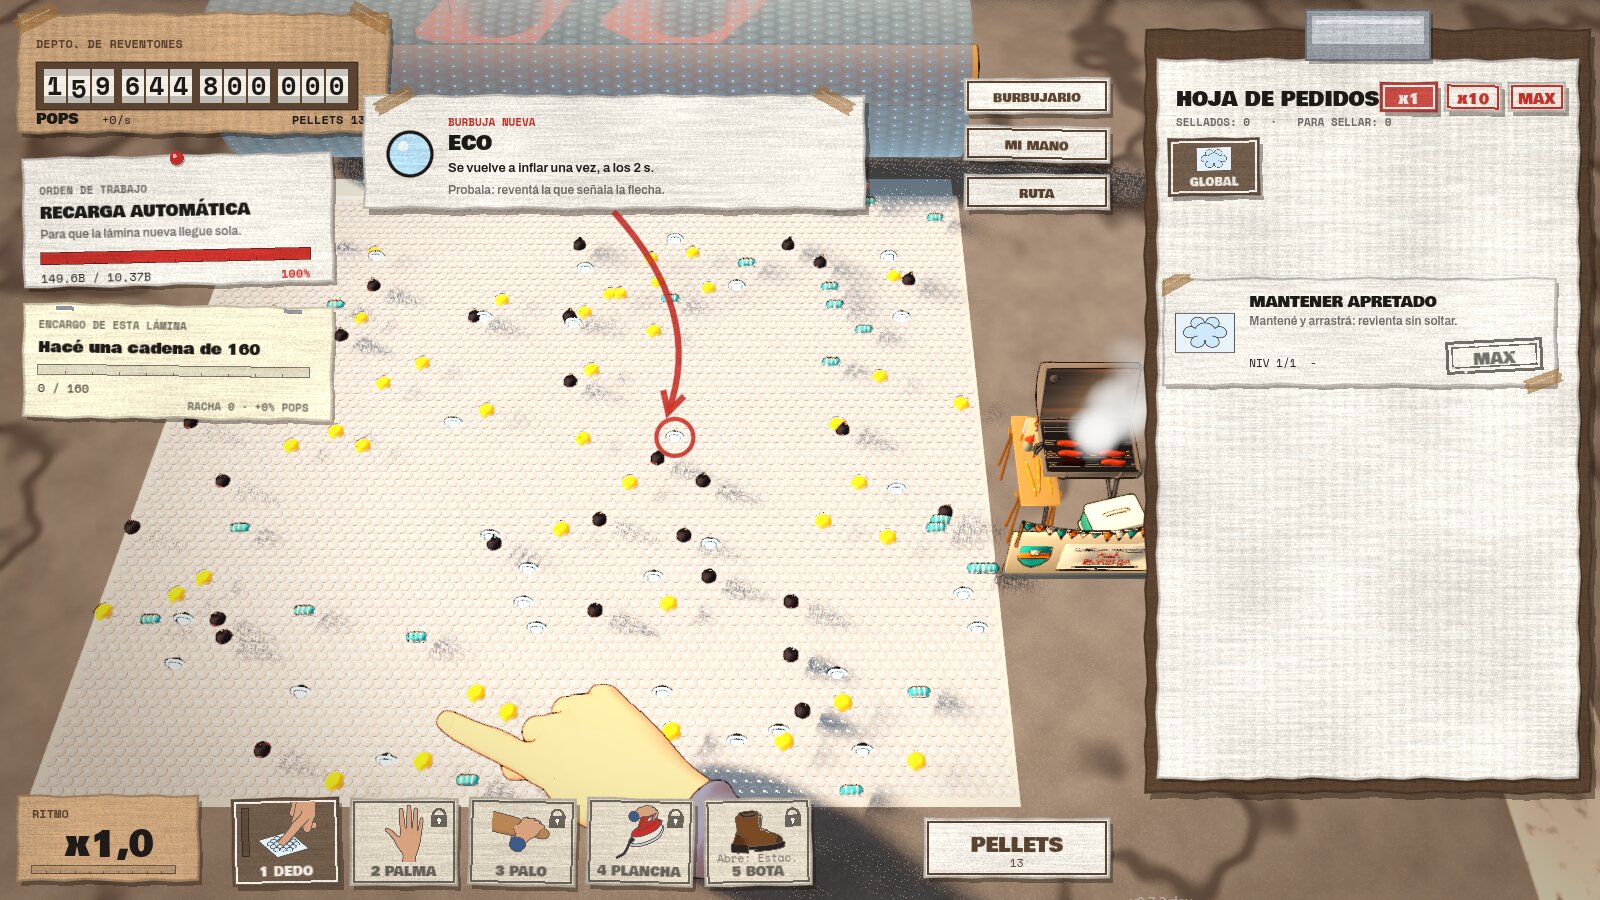 DEPTO. DE REVENTONES
159 644 800 000
POPS +0/s PELLETS 13
ORDEN DE TRABAJO
RECARGA AUTOMÁTICA
Para que la lámina nueva llegue sola.
149.6B / 10.37B 100%
ENCARGO DE ESTA LÁMINA
Hacé una cadena de 160
0 / 160
RACHA 0 · +0% POPS
BURBUJA NUEVA
ECO
Se vuelve a inflar una vez, a los 2 s.
Probala: reventá la que señala la flecha.
BURBUJARIO
MI MANO
RUTA
HOJA DE PEDIDOS x1 x10 MAX
SELLADOS: 0 · PARA SELLAR: 0
GLOBAL
MANTENER APRETADO
Mantené y arrastrá: revienta sin soltar.
NIV 1/1 - MAX
RITMO
x1,0
1 DEDO
2 PALMA
3 PALO
4 PLANCHA
Abre: Estac.
5 BOTA
PELLETS
13